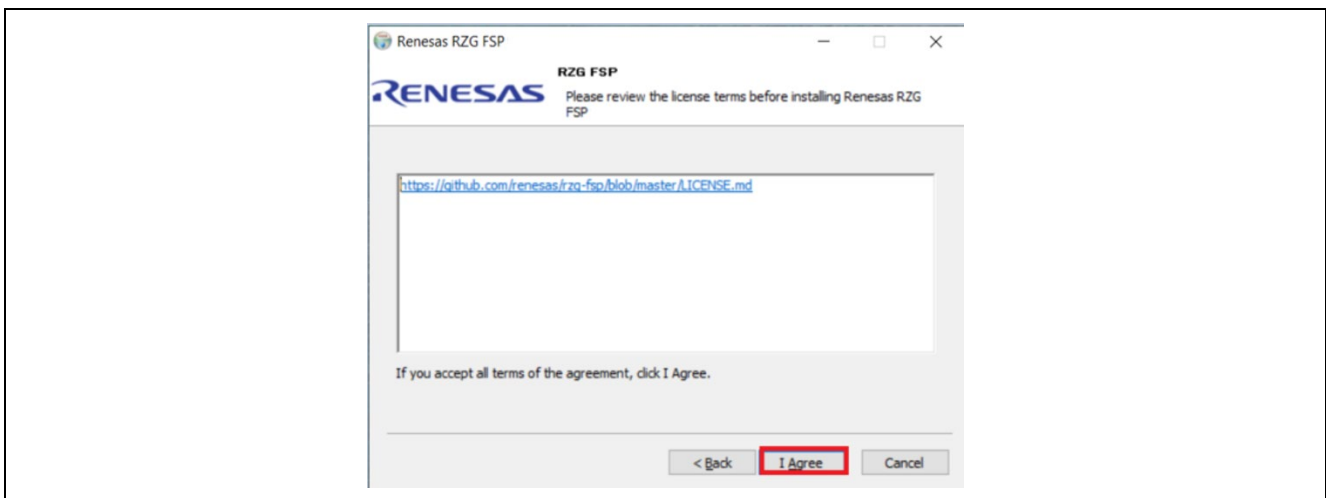 Renesas RZG FSP
RENESAS
RZG FSP
Please review the license terms before installing Renesas RZG
FSP
https://github.com/renesas/rzg-fsp/blob/master/LICENSE.md
If you accept all terms of the agreement, click I Agree.
< Back
I Agree
Cancel